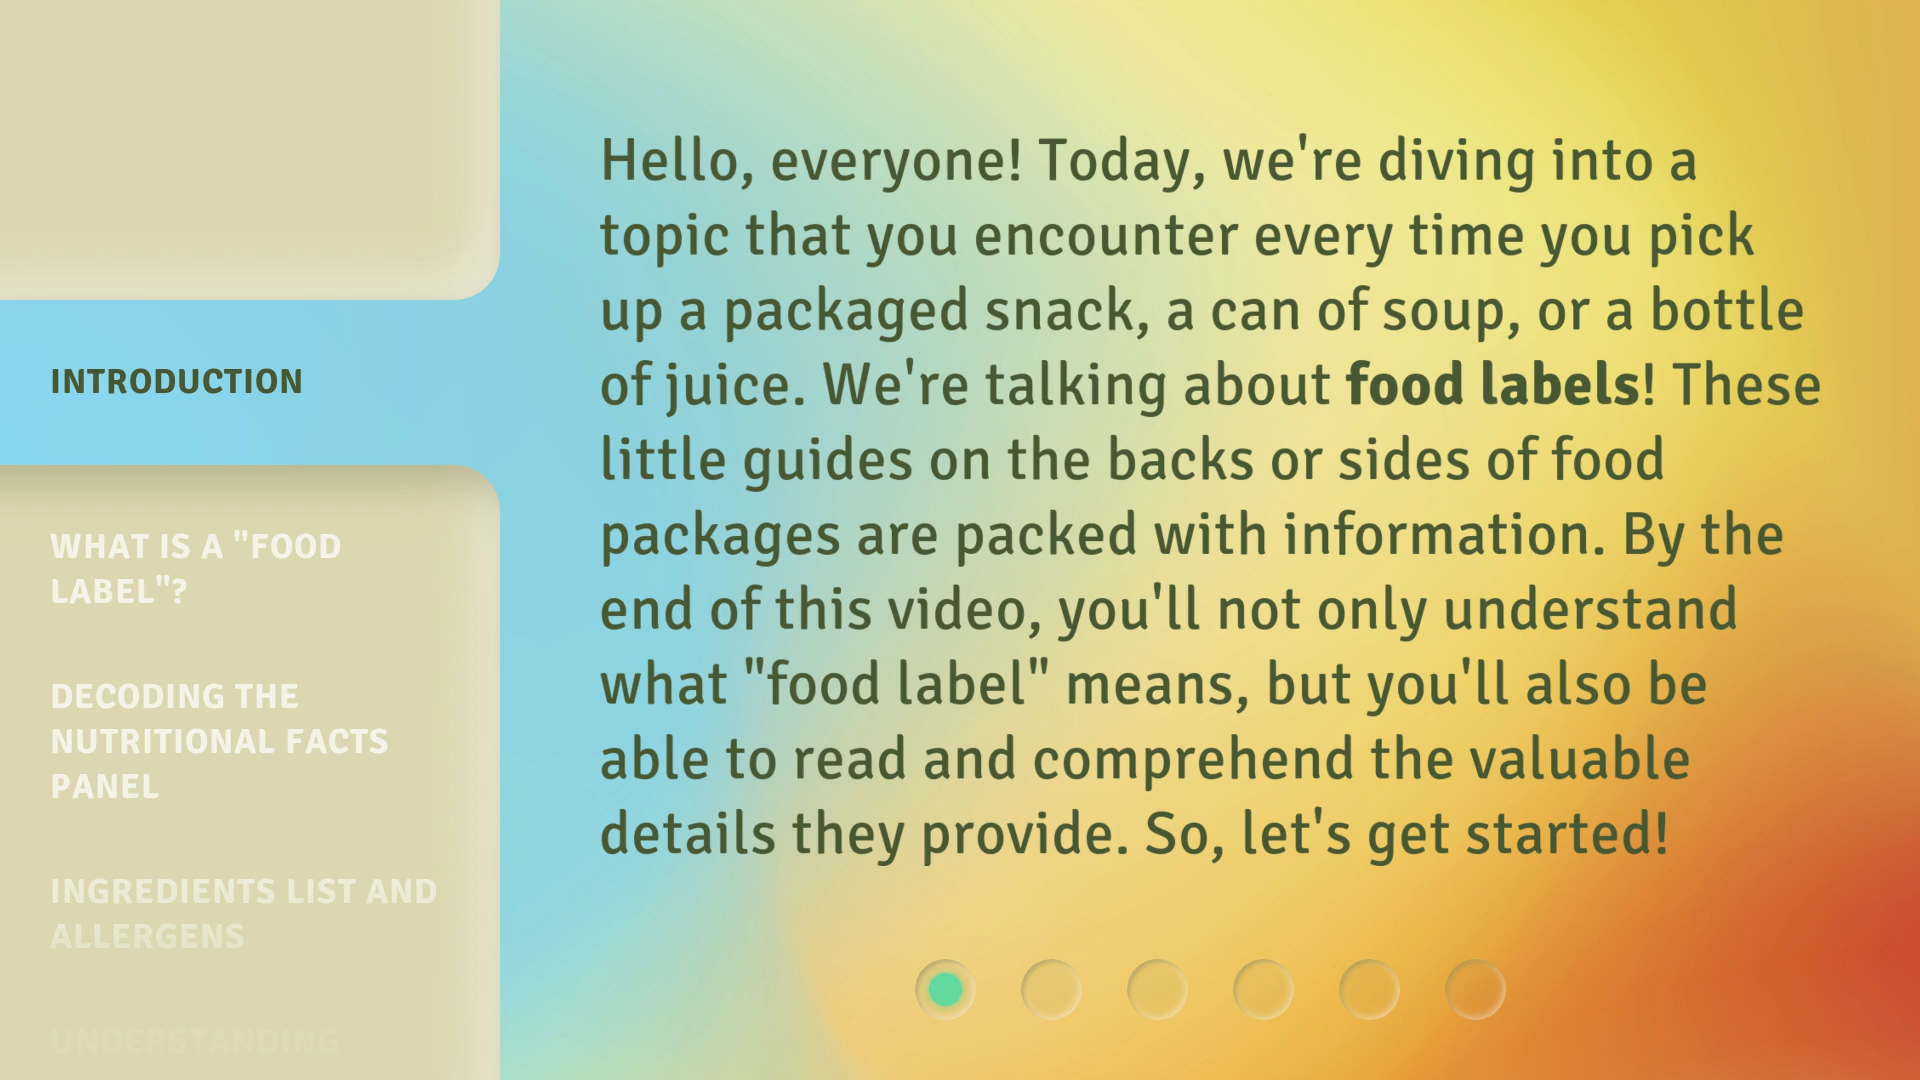 INTRODUCTION
WHAT IS A "FOOD
LABEL"?
DECODING THE
NUTRITIONAL FACTS
PANEL
INGREDIENTS LIST AND
ALLERGENS
UNDERSTANDING
Hello, everyone! Today, we're diving into a
topic that you encounter every time you pick
up a packaged snack, a can of soup, or a bottle
of juice. We're talking about food labels! These
little guides on the backs or sides of food
packages are packed with information. By the
end of this video, you'll not only understand
what "food label" means, but you'll also be
able to read and comprehend the valuable
details they provide. So, let's get started!